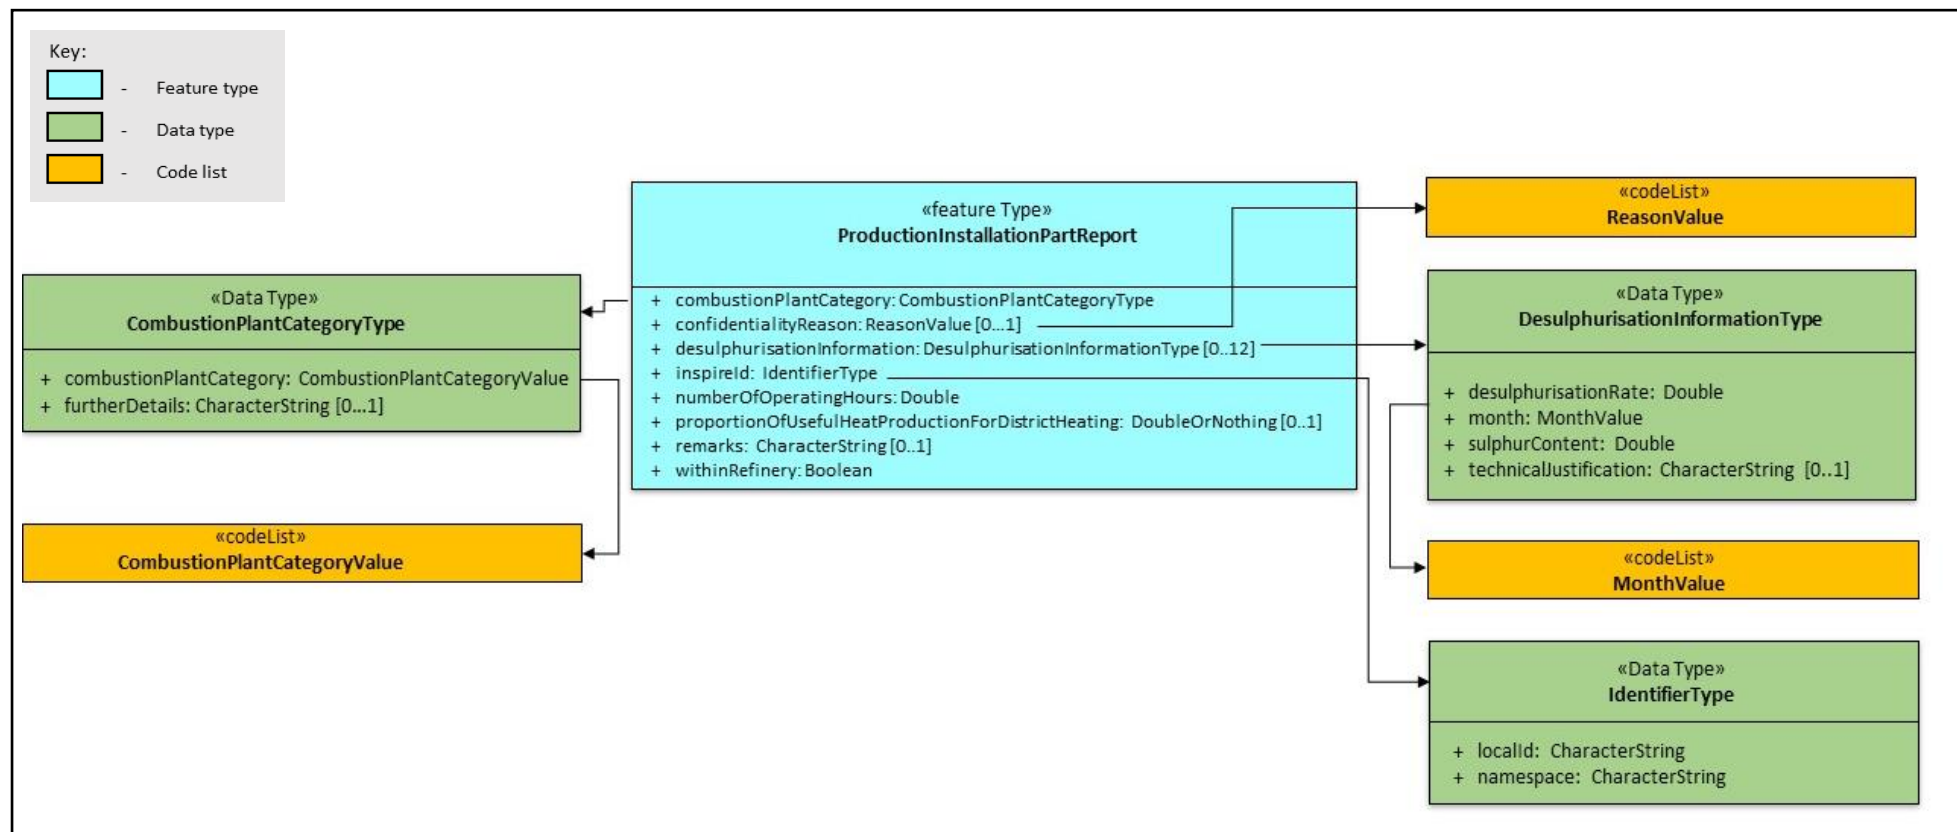 Key:
- Feature type
- Data type
- Code list
«feature Type»
ProductionInstallationPartReport
+ combustionPlantCategory: CombustionPlantCategoryType
+ confidentialityReason: ReasonValue [0...1]
+ desulphurisationInformation: DesulphurisationInformationType [0..12]
+ inspireId: IdentifierType
+ numberOfOperatingHours: Double
+ proportionOfUsefulHeatProductionForDistrictHeating: DoubleOrNothing [0..1]
+ remarks: CharacterString [0..1]
+ withinRefinery: Boolean
«Data Type»
CombustionPlantCategoryType
+ combustionPlantCategory: CombustionPlantCategoryValue
+ furtherDetails: CharacterString [0...1]
«codeList»
CombustionPlantCategoryValue
«codeList»
ReasonValue
«Data Type»
DesulphurisationInformationType
+ desulphurisationRate: Double
+ month: MonthValue
+ sulphurContent: Double
+ technicalJustification: CharacterString [0..1]
«codeList»
MonthValue
«Data Type»
IdentifierType
+ localId: CharacterString
+ namespace: CharacterString